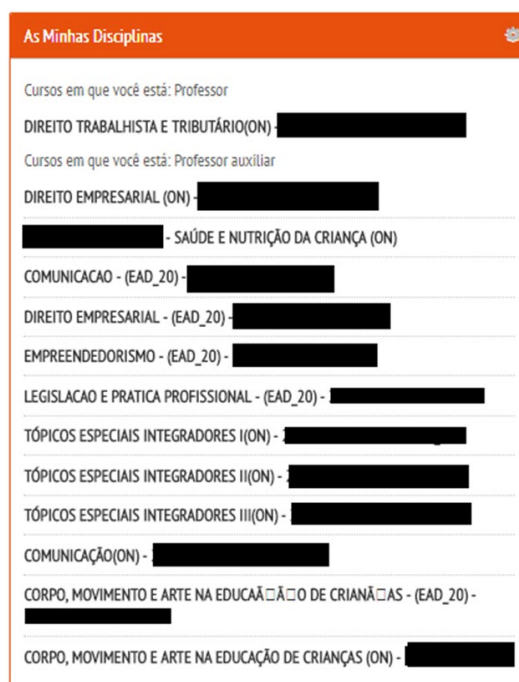 As Minhas Disciplinas
Cursos em que você está: Professor
DIREITO TRABALHISTA E TRIBUTÁRIO(ON) -
Cursos em que você está: Professor auxiliar
DIREITO EMPRESARIAL (ON) -
- SAÚDE E NUTRIÇÃO DA CRIANÇA (ON)
COMUNICACAO - (EAD_20) -
DIREITO EMPRESARIAL - (EAD_20) -
EMPREENDEDORISMO - (EAD_20) -
LEGISLACAO E PRATICA PROFISSIONAL - (EAD_20) -
TÓPICOS ESPECIAIS INTEGRADORES I(ON) -
TÓPICOS ESPECIAIS INTEGRADORES II(ON) -
TÓPICOS ESPECIAIS INTEGRADORES III(ON) -
COMUNICAÇÃO(ON) -
CORPO, MOVIMENTO E ARTE NA EDUCAÃ□Ã□O DE CRIANÃ□AS - (EAD_20) -
CORPO, MOVIMENTO E ARTE NA EDUCAÇÃO DE CRIANÇAS (ON) -